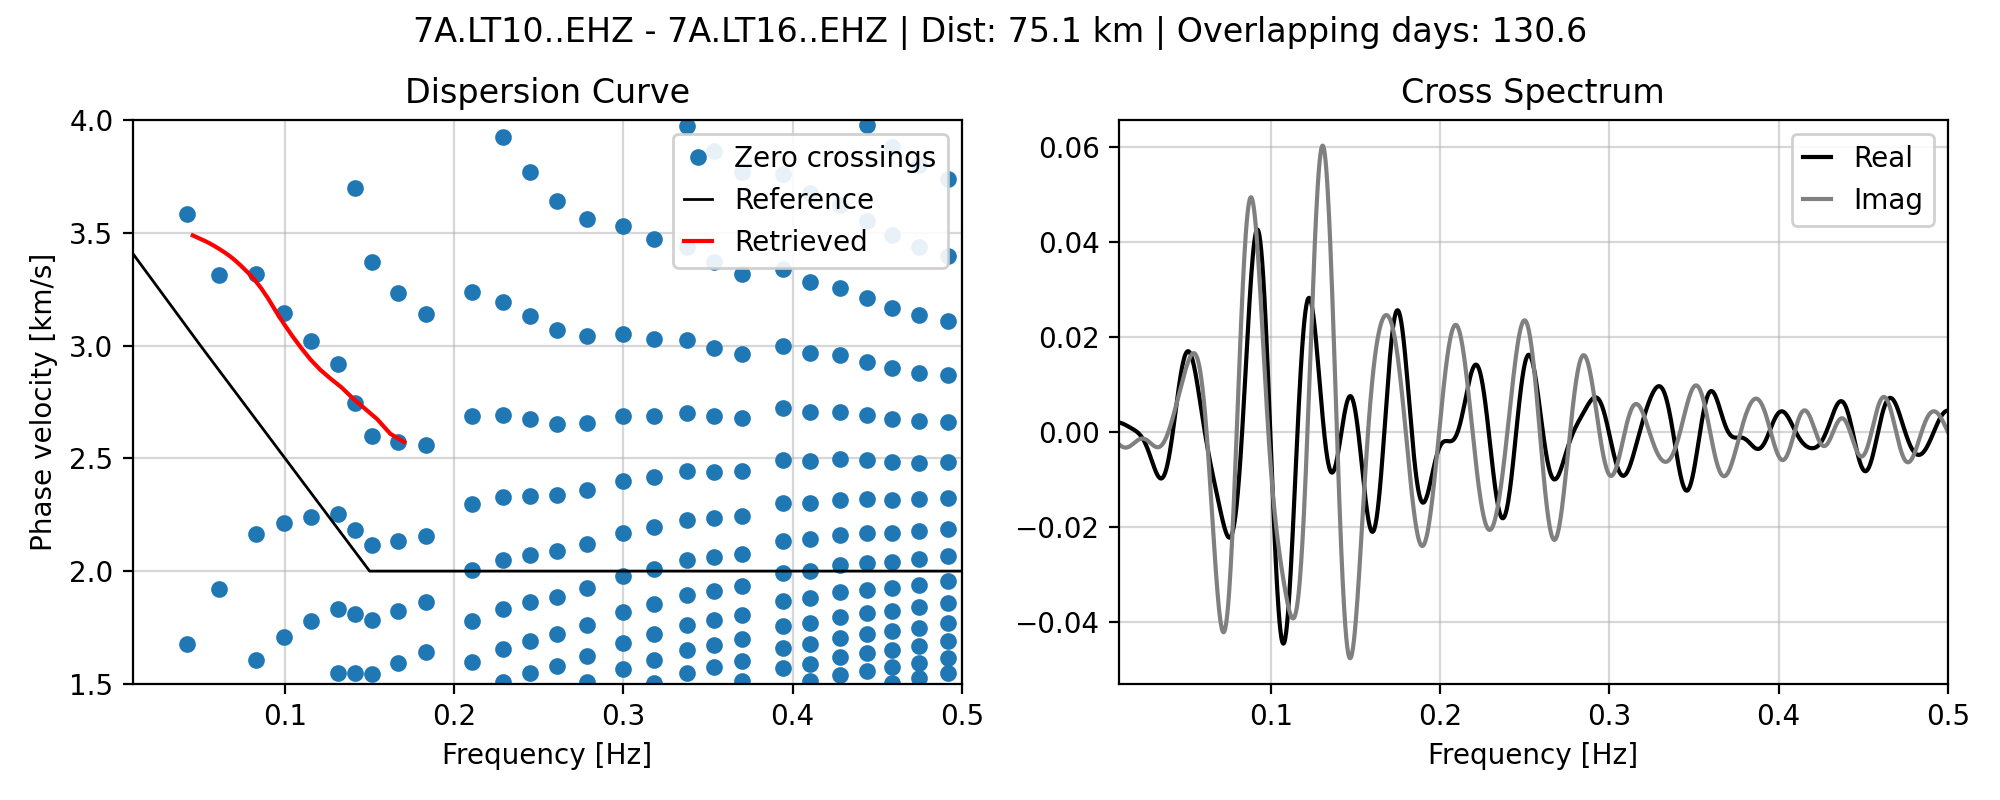 7A.LT10..EHZ - 7A.LT16..EHZ | Dist: 75.1 km | Overlapping days: 130.6
Dispersion Curve
Zero crossings
Reference
Retrieved
4.0
3.5
3.0
2.5
2.0
1.5
Phase velocity [km/s]
0.1
0.2
0.3
0.4
0.5
Frequency [Hz]
Cross Spectrum
Real
Imag
0.06
0.04
0.02
0.00
−0.02
−0.04
0.1
0.2
0.3
0.4
0.5
Frequency [Hz]